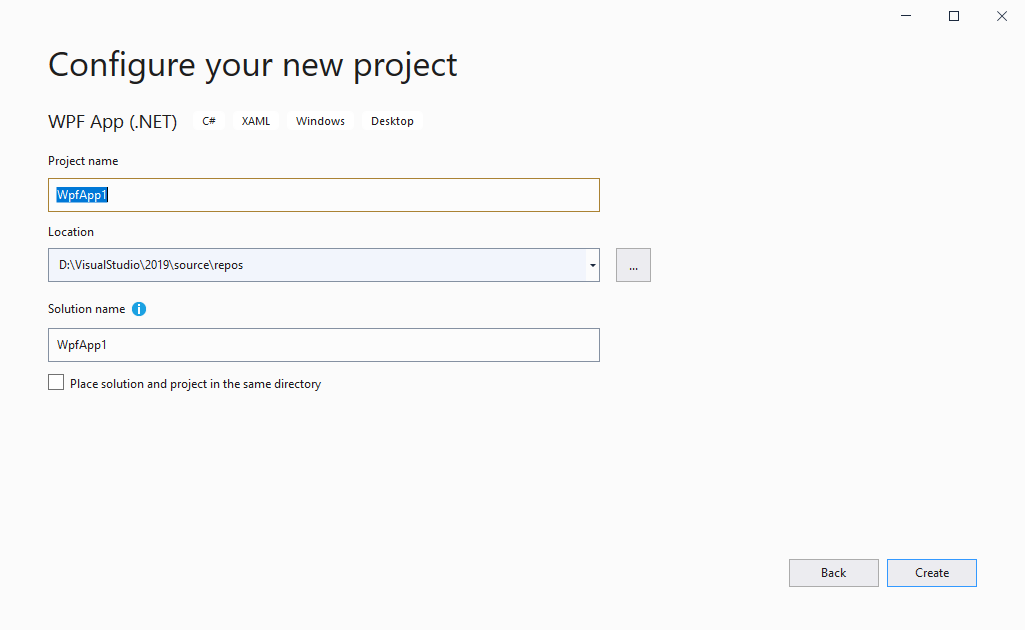 Configure your new project
WPF App (.NET) C# XAML Windows Desktop
Project name
WpfApp1
Location
D:\VisualStudio\2019\source\repos
...
Solution name
WpfApp1
Place solution and project in the same directory
Back Create